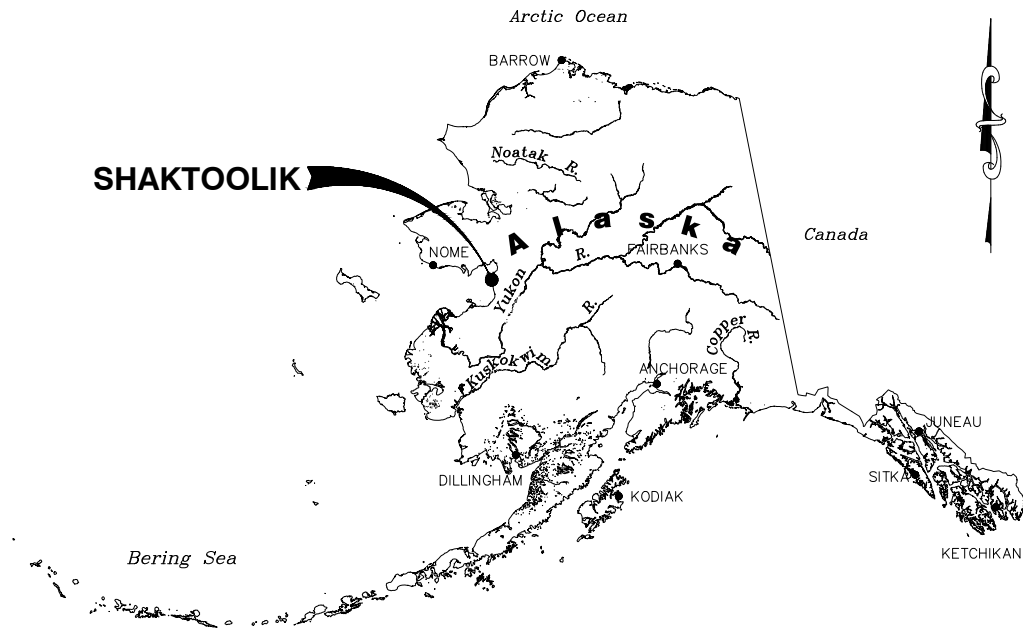 Arctic Ocean
BARROW
Noatak R.
SHAKTOOLIK
Alaska
Canada
NOME
FAIRBANKS
Yukon R.
Kuskokwim R.
Copper R.
ANCHORAGE
JUNEAU
SITKA
DILLINGHAM
KODIAK
KETCHIKAN
Bering Sea